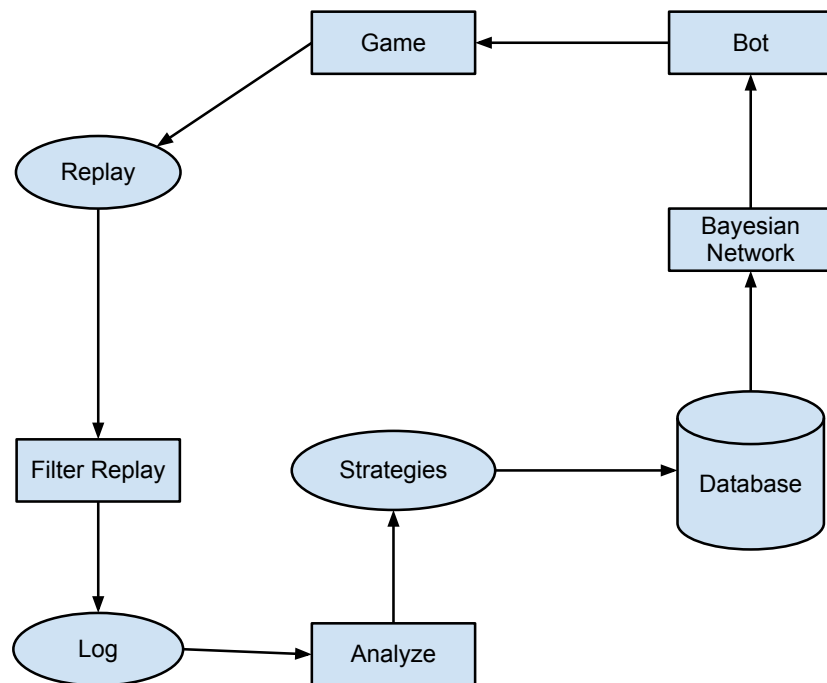 Game
Bot
Replay
Bayesian
Network
Filter Replay
Strategies
Database
Log
Analyze